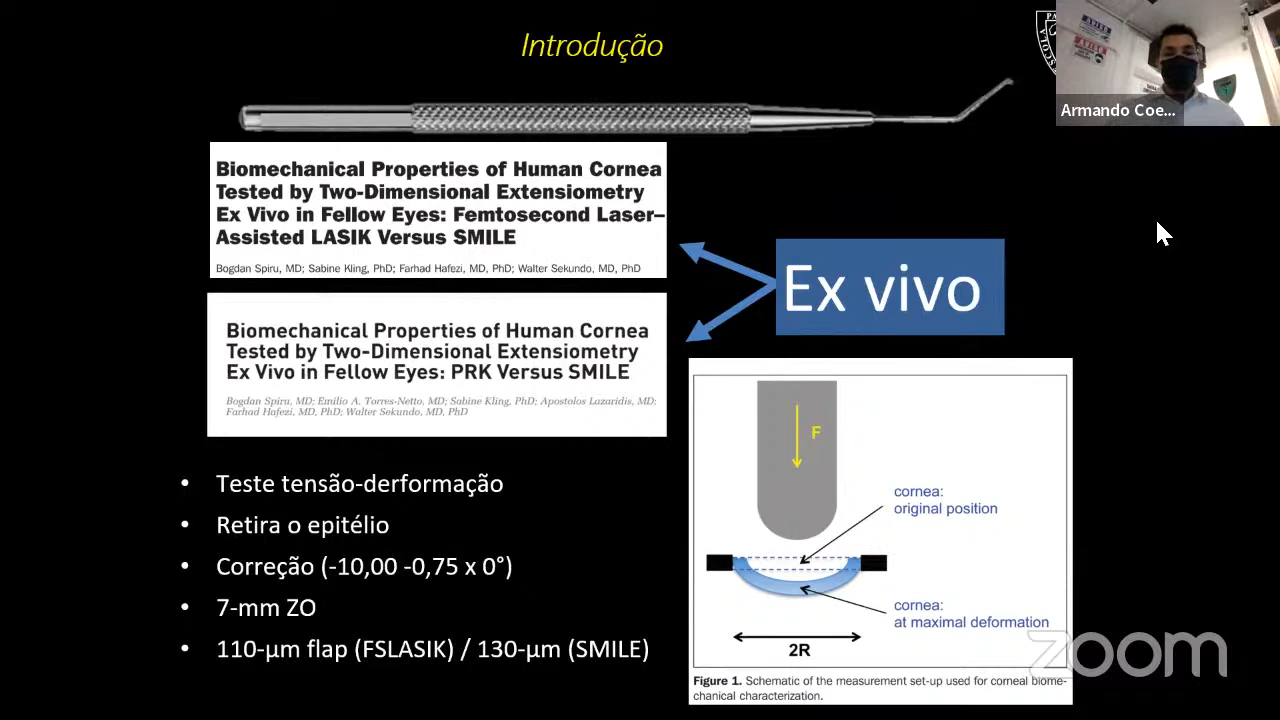 Introdução
Armando Coe...
Biomechanical Properties of Human Cornea
Tested by Two-Dimensional Extensiometry
Ex Vivo in Fellow Eyes: Femtosecond Laser–
Assisted LASIK Versus SMILE
Bogdan Spiru, MD; Sabine Kling, PhD; Farhad Hafezi, MD, PhD; Walter Sekundo, MD, PhD
Biomechanical Properties of Human Cornea
Tested by Two-Dimensional Extensiometry
Ex Vivo in Fellow Eyes: PRK Versus SMILE
Bogdan Spiru, MD; Emilio A. Torres-Netto, MD; Sabine Kling, PhD; Apostolos Lazaridis, MD;
Farhad Hafezi, MD, PhD; Walter Sekundo, MD, PhD
Ex vivo
• Teste tensão-derformação
• Retira o epitélio
• Correção (-10,00 -0,75 x 0°)
• 7-mm ZO
• 110-µm flap (FSLASIK) / 130-µm (SMILE)
F
cornea:
original position
cornea:
at maximal deformation
2R
Figure 1. Schematic of the measurement set-up used for corneal biome-
chanical characterization.
zoom